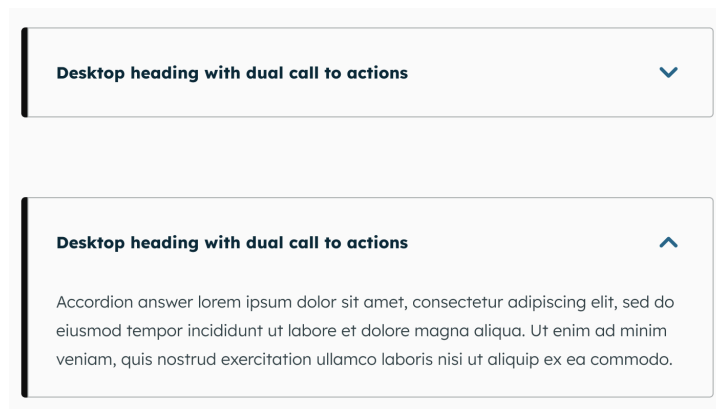 Desktop heading with dual call to actions
Desktop heading with dual call to actions
Accordion answer lorem ipsum dolor sit amet, consectetur adipiscing elit, sed do
eiusmod tempor incididunt ut labore et dolore magna aliqua. Ut enim ad minim
veniam, quis nostrud exercitation ullamco laboris nisi ut aliquip ex ea commodo.